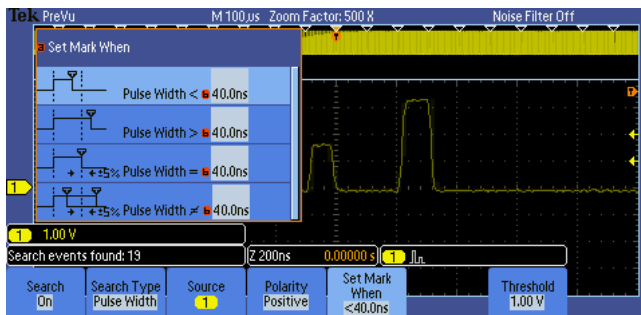 Tek PreVu M 100µs Zoom Factor: 500 X Noise Filter Off
T
a Set Mark When
Pulse Width < b 40.0ns
Pulse Width > b 40.0ns
±5% Pulse Width = b 40.0ns
±5% Pulse Width ≠ b 40.0ns
T
1
1 1.00 V
Search events found: 19 Z 200ns 0.00000 s 1
Search On
Search Type Pulse Width
Source 1
Polarity Positive
Set Mark When <40.0ns
Threshold 1.00 V